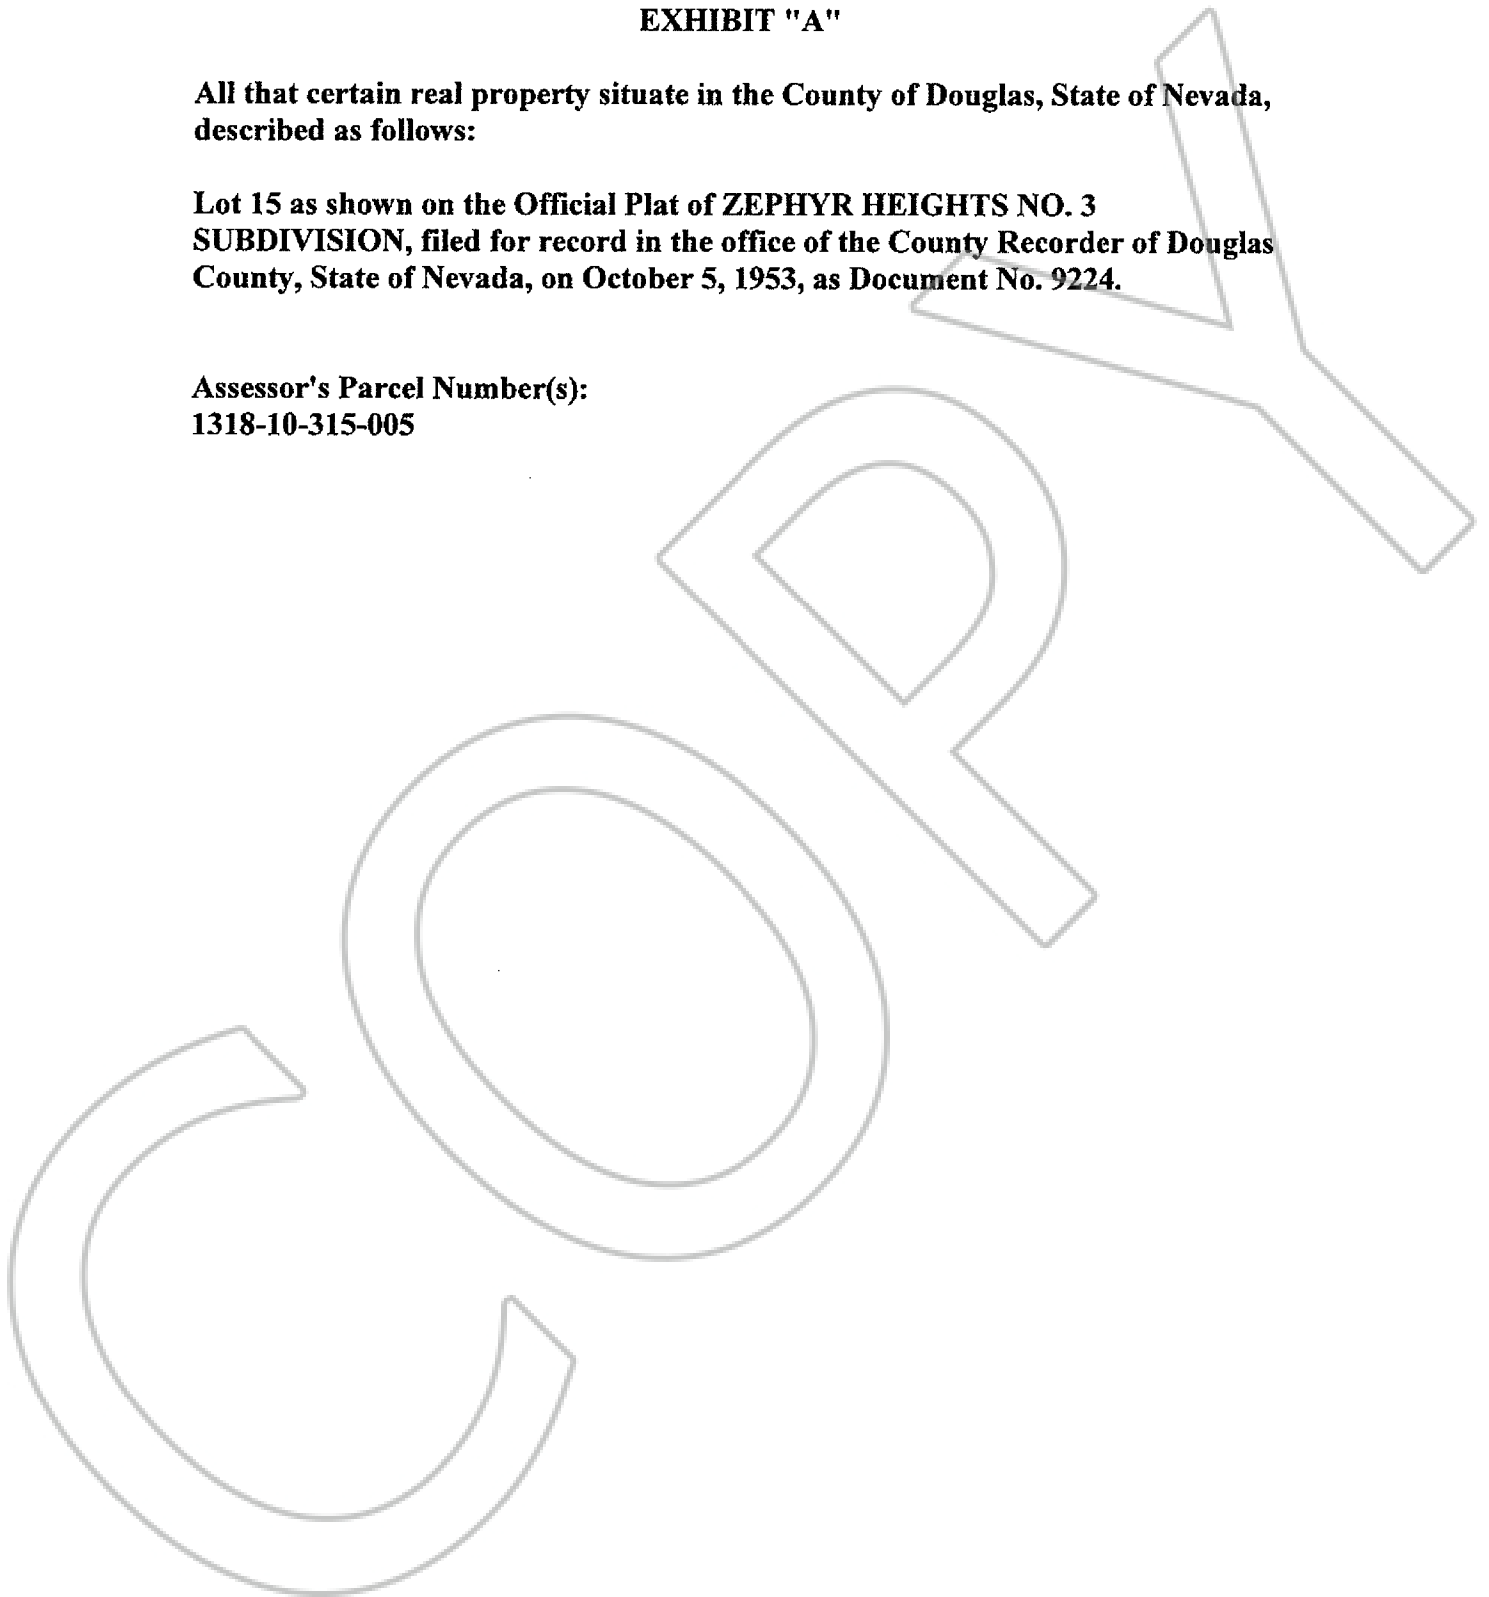 EXHIBIT "A"
All that certain real property situate in the County of Douglas, State of Nevada,
described as follows:
Lot 15 as shown on the Official Plat of ZEPHYR HEIGHTS NO. 3
SUBDIVISION, filed for record in the office of the County Recorder of Douglas
County, State of Nevada, on October 5, 1953, as Document No. 9224.
Assessor's Parcel Number(s):
1318-10-315-005
COPY